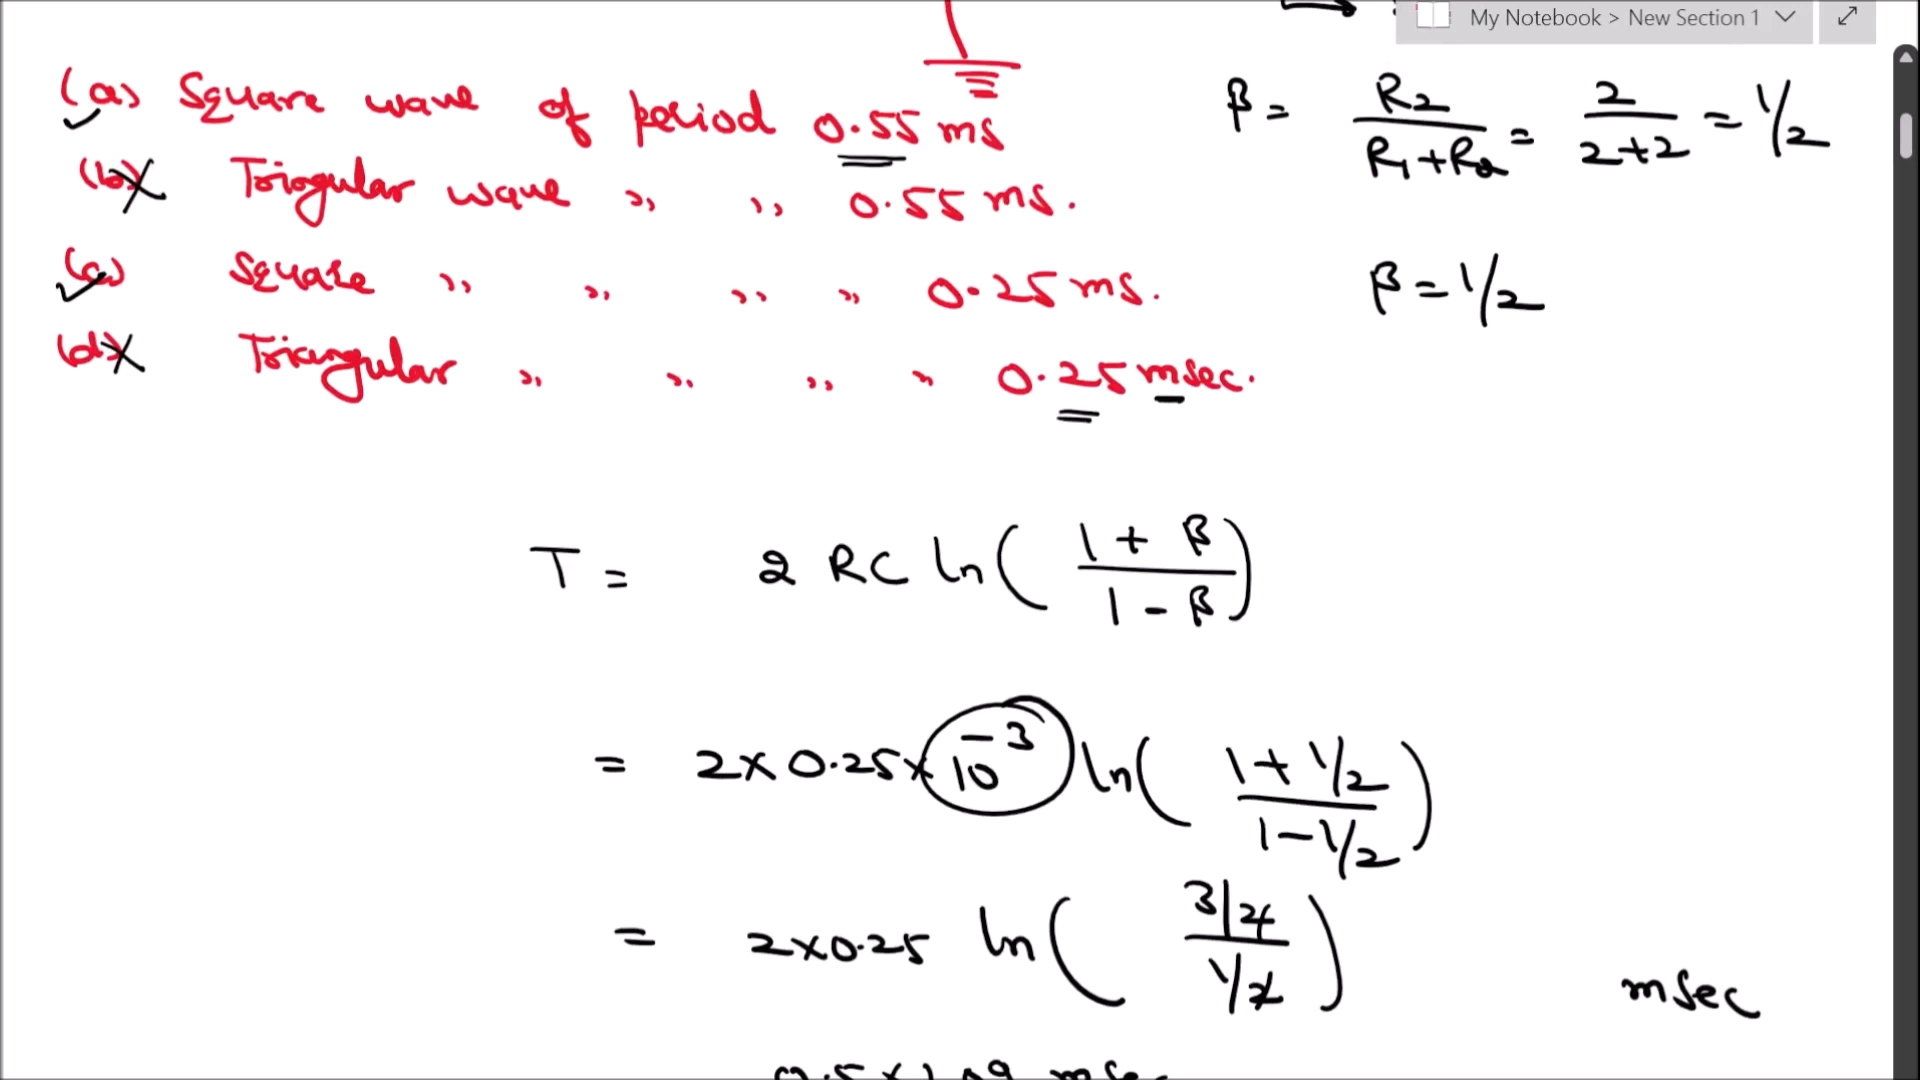 My Notebook > New Section 1
(a) Square wave of period 0.55 ms
(b) Triangular wave ,, ,, 0.55 ms.
(c) Square ,, ,, ,, ,, 0.25 ms.
(d) Triangular ,, ,, ,, ,, 0.25 msec.
β = R2/(R1+R2) = 2/(2+2) = 1/2
β = 1/2
T = 2 RC ln((1 + β)/(1 - β))
= 2 x 0.25 x 10^-3 ln((1 + 1/2)/(1 - 1/2))
= 2x0.25 ln((3/2)/(1/2)) msec